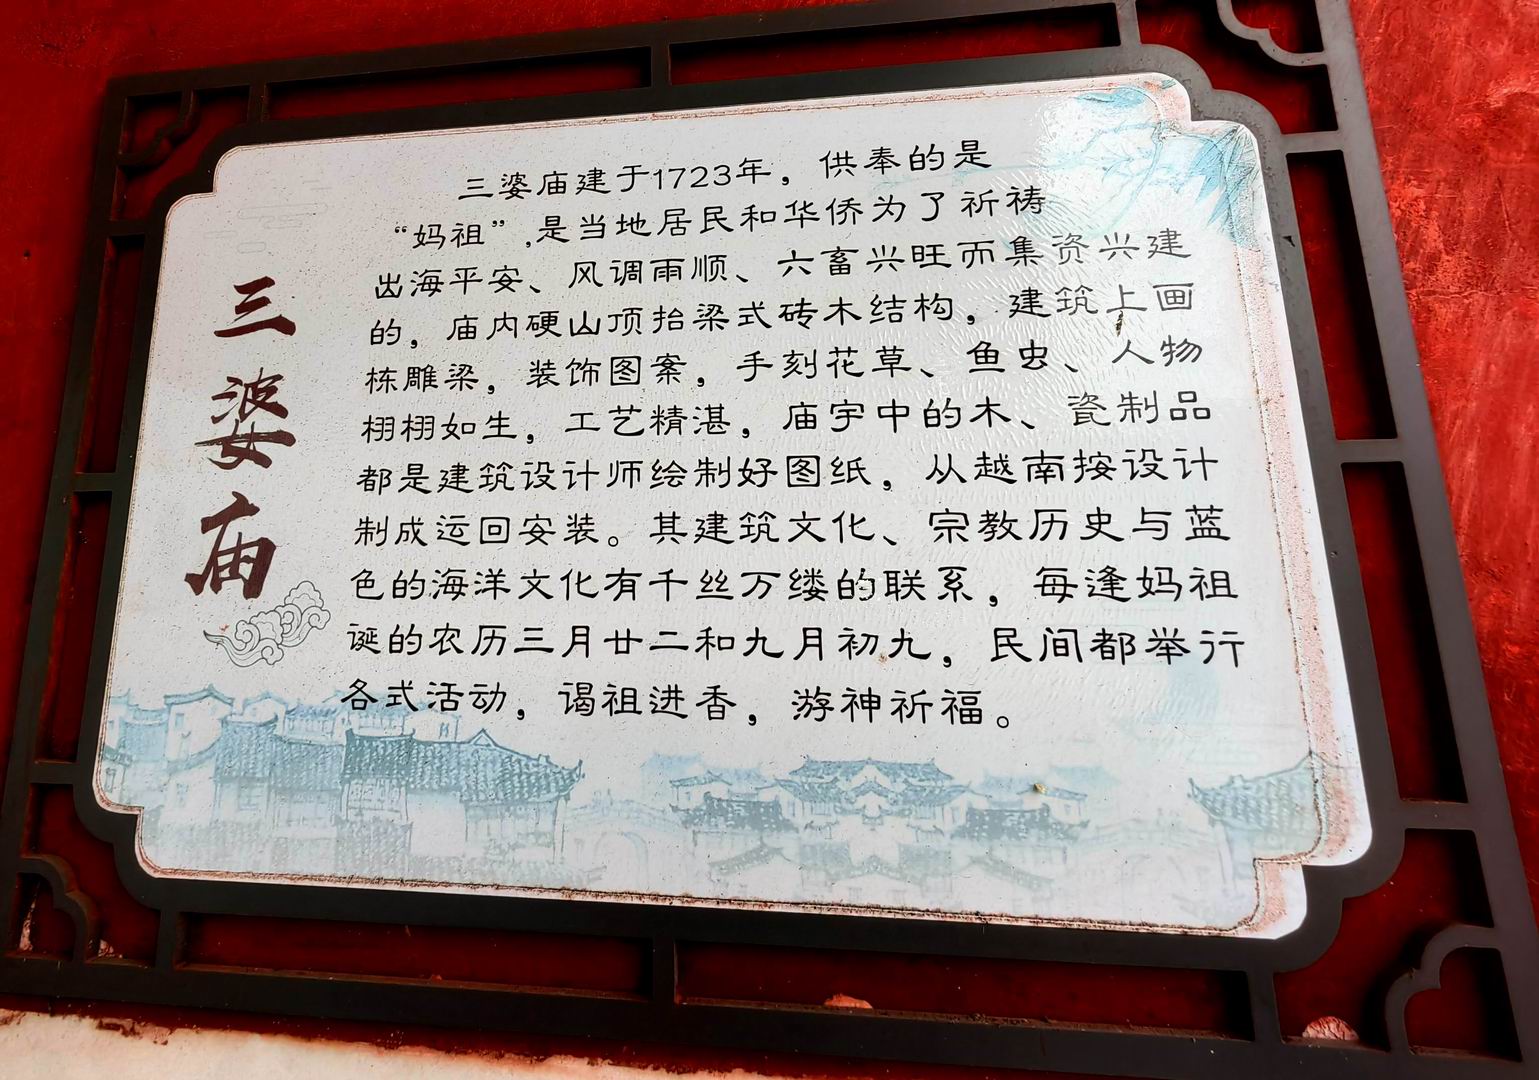 三婆庙
三婆庙建于1723年，供奉的是
“妈祖”,是当地居民和华侨为了祈祷
出海平安、风调雨顺、六畜兴旺而集资兴建
的，庙内硬山顶抬梁式砖木结构，建筑上画
栋雕梁，装饰图案，手刻花草、鱼虫、人物
栩栩如生，工艺精湛，庙宇中的木、瓷制品
都是建筑设计师绘制好图纸，从越南按设计
制成运回安装。其建筑文化、宗教历史与蓝
色的海洋文化有千丝万缕的联系，每逢妈祖
诞的农历三月廿二和九月初九，民间都举行
各式活动，谒祖进香，游神祈福。